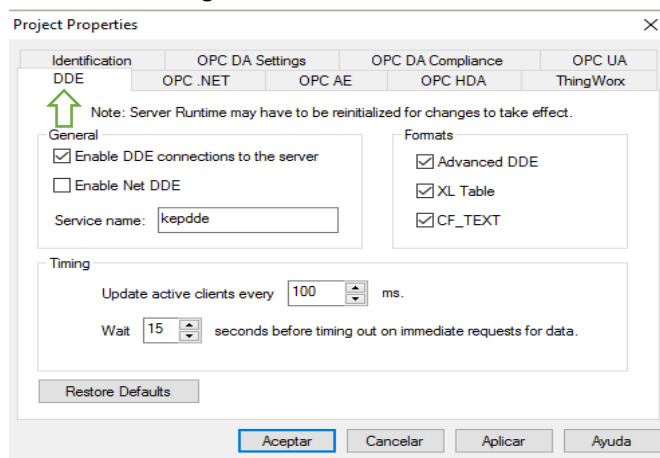 Project Properties
Identification OPC DA Settings OPC DA Compliance OPC UA
DDE OPC .NET OPC AE OPC HDA ThingWorx
Note: Server Runtime may have to be reinitialized for changes to take effect.
General
Enable DDE connections to the server
Enable Net DDE
Service name: kepdde
Formats
Advanced DDE
XL Table
CF_TEXT
Timing
Update active clients every 100 ms.
Wait 15 seconds before timing out on immediate requests for data.
Restore Defaults
Aceptar Cancelar Aplicar Ayuda